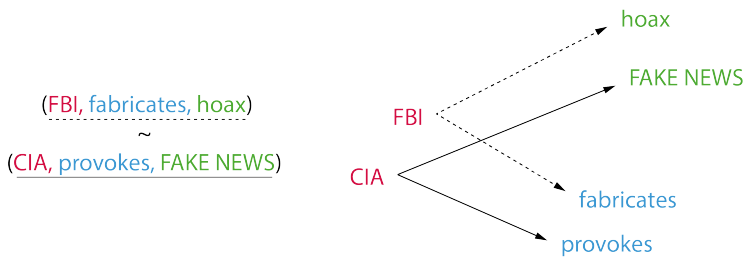 (FBI, fabricates, hoax)
~
(CIA, provokes, FAKE NEWS)
hoax
FAKE NEWS
FBI
CIA
fabricates
provokes